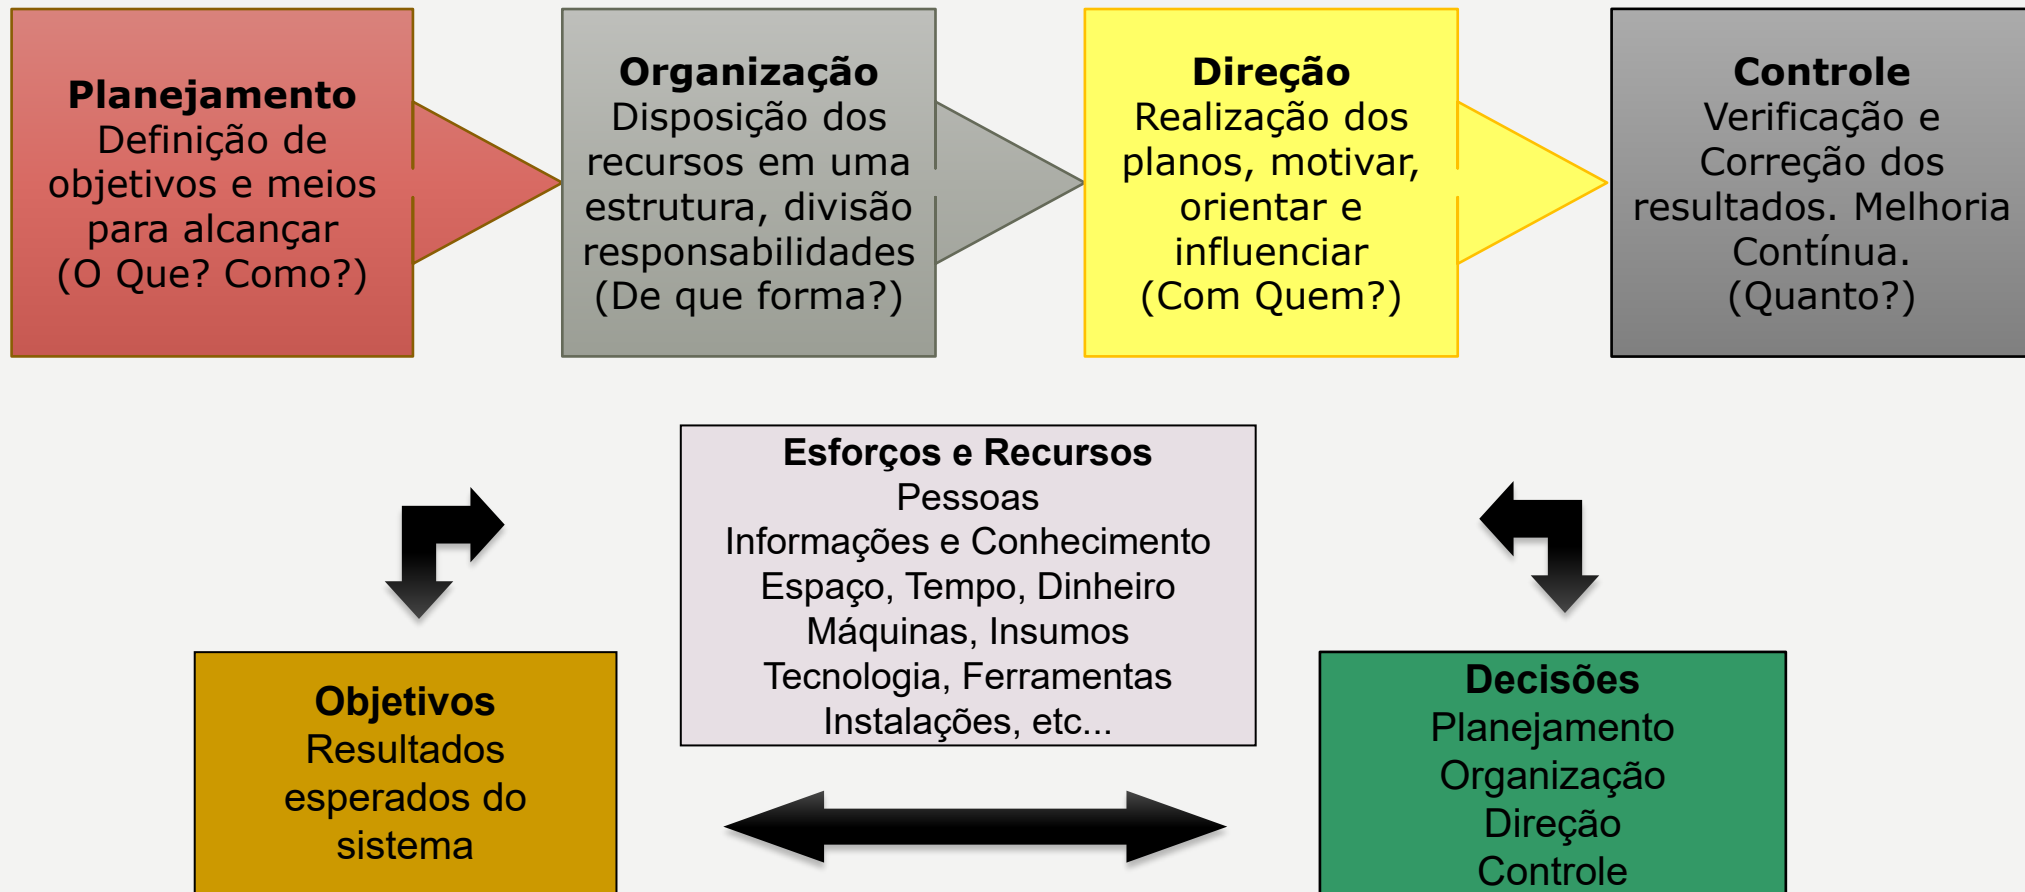 Planejamento
Definição de
objetivos e meios
para alcançar
(O Que? Como?)
Organização
Disposição dos
recursos em uma
estrutura, divisão
responsabilidades
(De que forma?)
Direção
Realização dos
planos, motivar,
orientar e
influenciar
(Com Quem?)
Controle
Verificação e
Correção dos
resultados. Melhoria
Contínua.
(Quanto?)
Esforços e Recursos
Pessoas
Informações e Conhecimento
Espaço, Tempo, Dinheiro
Máquinas, Insumos
Tecnologia, Ferramentas
Instalações, etc...
Objetivos
Resultados
esperados do
sistema
Decisões
Planejamento
Organização
Direção
Controle